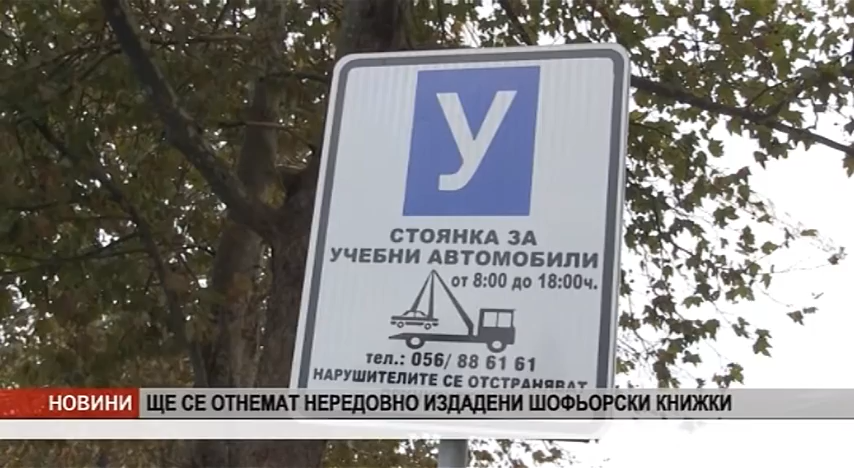 У
СТОЯНКА ЗА
УЧЕБНИ АВТОМОБИЛИ
от 8:00 до 18:00ч.
тел.: 056/ 88 61 61
НАРУШИТЕЛИТЕ СЕ ОТСТРАНЯВАТ
НОВИНИ ЩЕ СЕ ОТНЕМАТ НЕРЕДОВНО ИЗДАДЕНИ ШОФЬОРСКИ КНИЖКИ